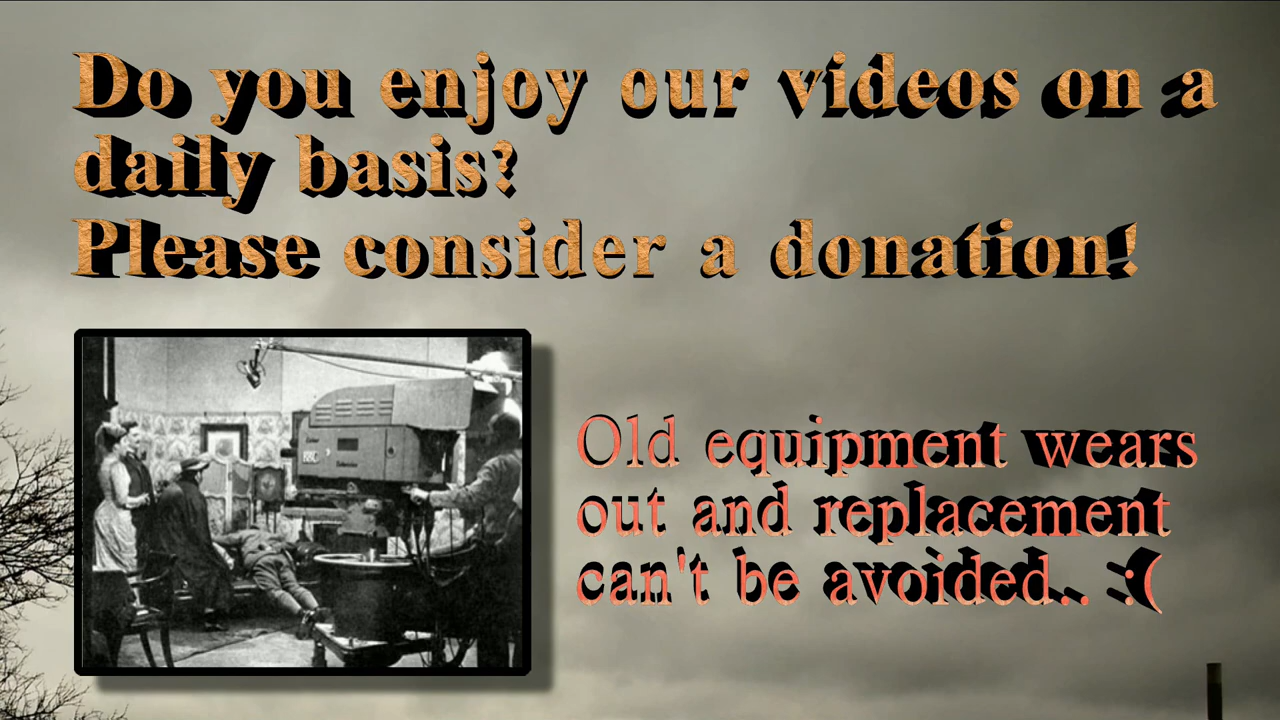 Do you enjoy our videos on a
daily basis?
Please consider a donation!
Old equipment wears
out and replacement
can't be avoided.. :(